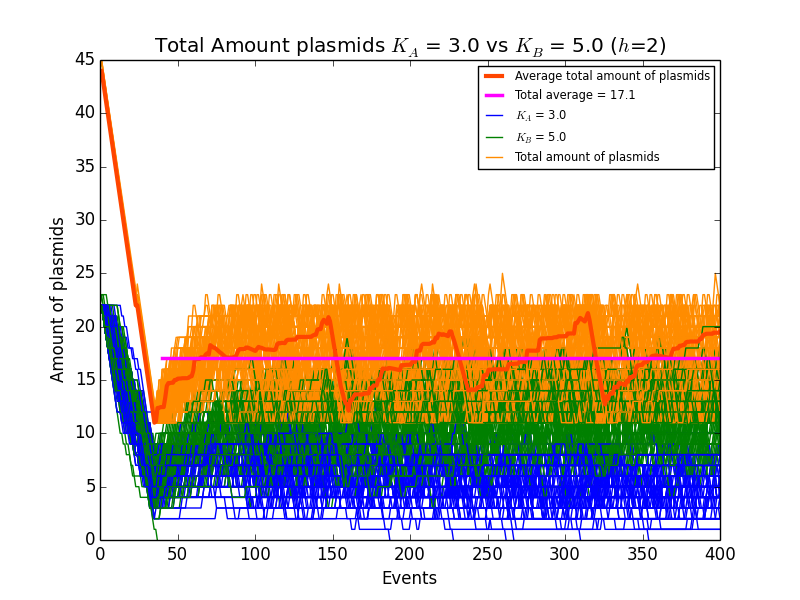 Total Amount plasmids K_A = 3.0 vs K_B = 5.0 (h=2)
Average total amount of plasmids
Total average = 17.1
K_A = 3.0
K_B = 5.0
Total amount of plasmids
Amount of plasmids
45
40
35
30
25
20
15
10
5
0
0 50 100 150 200 250 300 350 400
Events